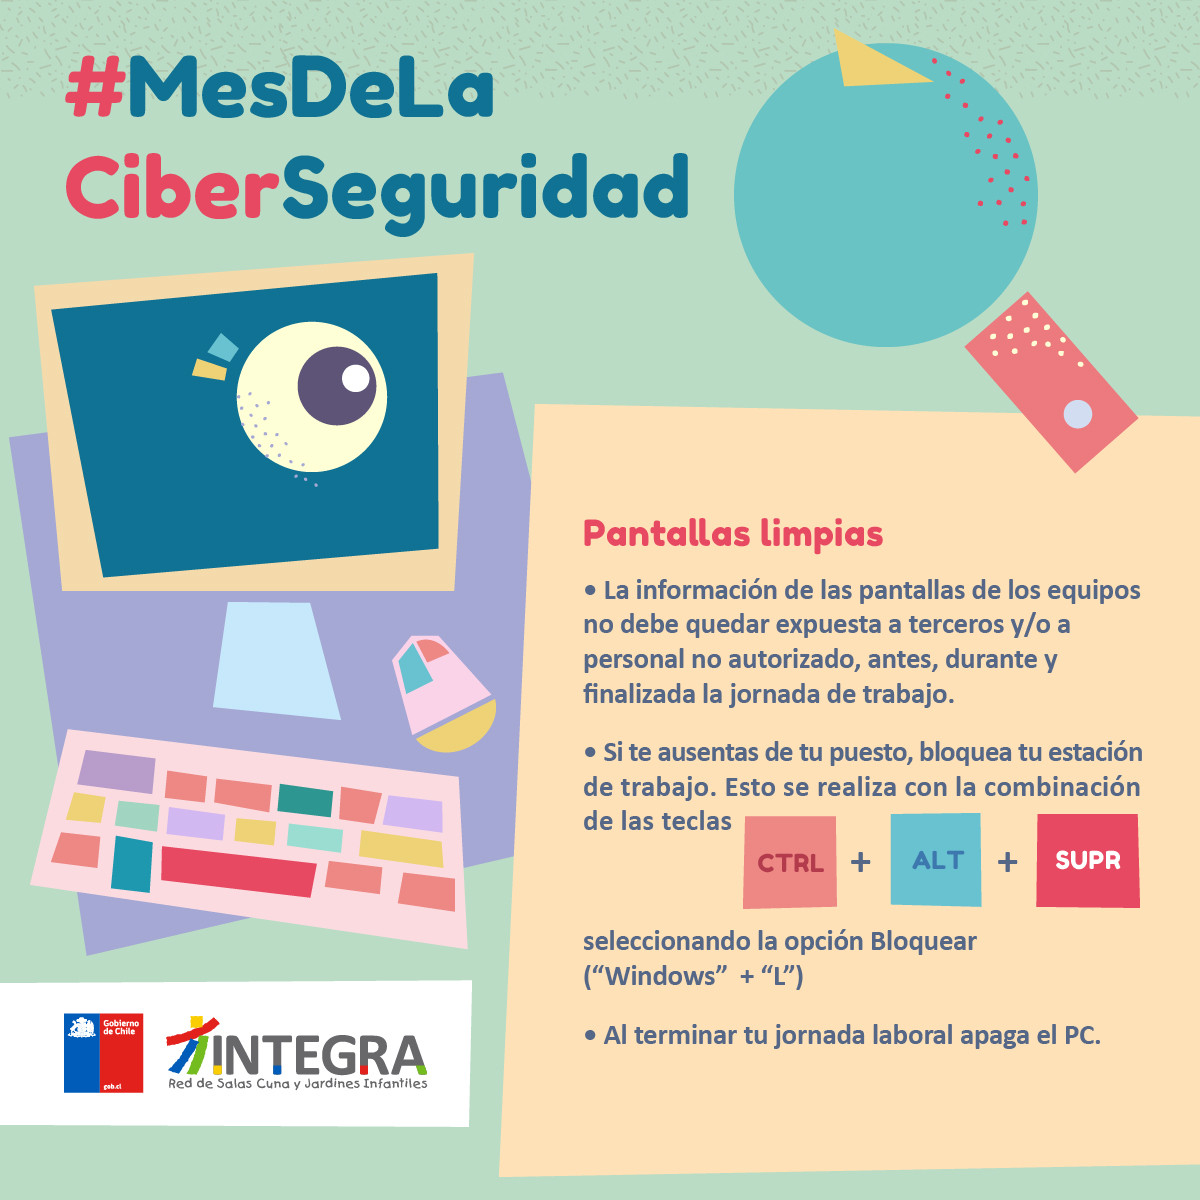 #MesDeLa
CiberSeguridad
Pantallas limpias
• La información de las pantallas de los equipos
no debe quedar expuesta a terceros y/o a
personal no autorizado, antes, durante y
finalizada la jornada de trabajo.
• Si te ausentas de tu puesto, bloquea tu estación
de trabajo. Esto se realiza con la combinación
de las teclas CTRL + ALT + SUPR
seleccionando la opción Bloquear
(“Windows” + “L”)
• Al terminar tu jornada laboral apaga el PC.
Gobierno
de Chile
gob.cl
INTEGRA
Red de Salas Cuna y Jardines Infantiles